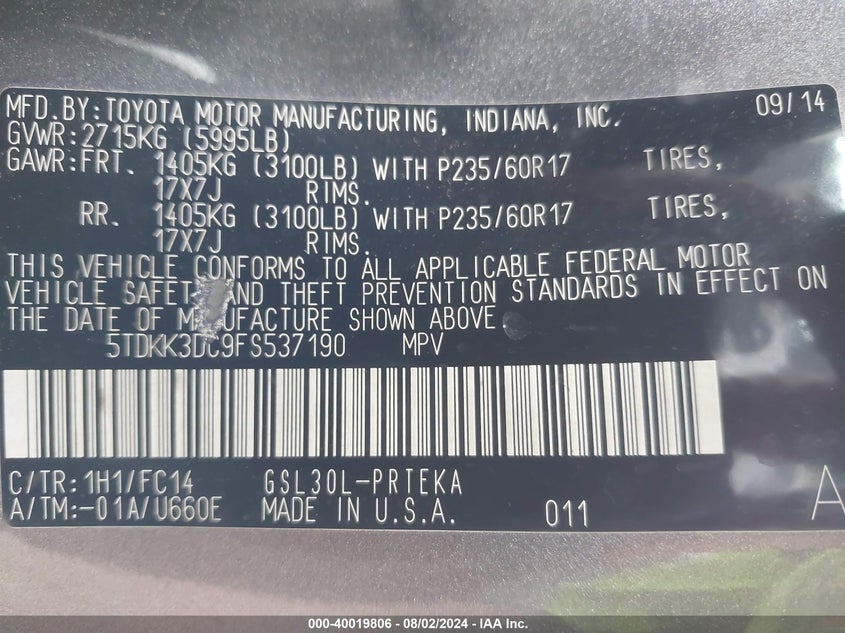 MFD.BY:TOYOTA MOTOR MANUFACTURING, INDIANA, INC. 09/14
GVWR:2715KG (5995LB)
GAWR:FRT. 1405KG (3100LB) WITH P235/60R17 TIRES,
17X7J RIMS.
RR. 1405KG (3100LB) WITH P235/60R17 TIRES,
17X7J RIMS.
THIS VEHICLE CONFORMS TO ALL APPLICABLE FEDERAL MOTOR
VEHICLE SAFETY AND THEFT PREVENTION STANDARDS IN EFFECT ON
THE DATE OF MANUFACTURE SHOWN ABOVE.
5TDKK3DC9FS537190 MPV
C/TR:1H1/FC14 GSL30L-PRTEKA
A/TM:-01A/U660E MADE IN U.S.A. 011 A
000-40019806 - 08/02/2024 - IAA Inc.